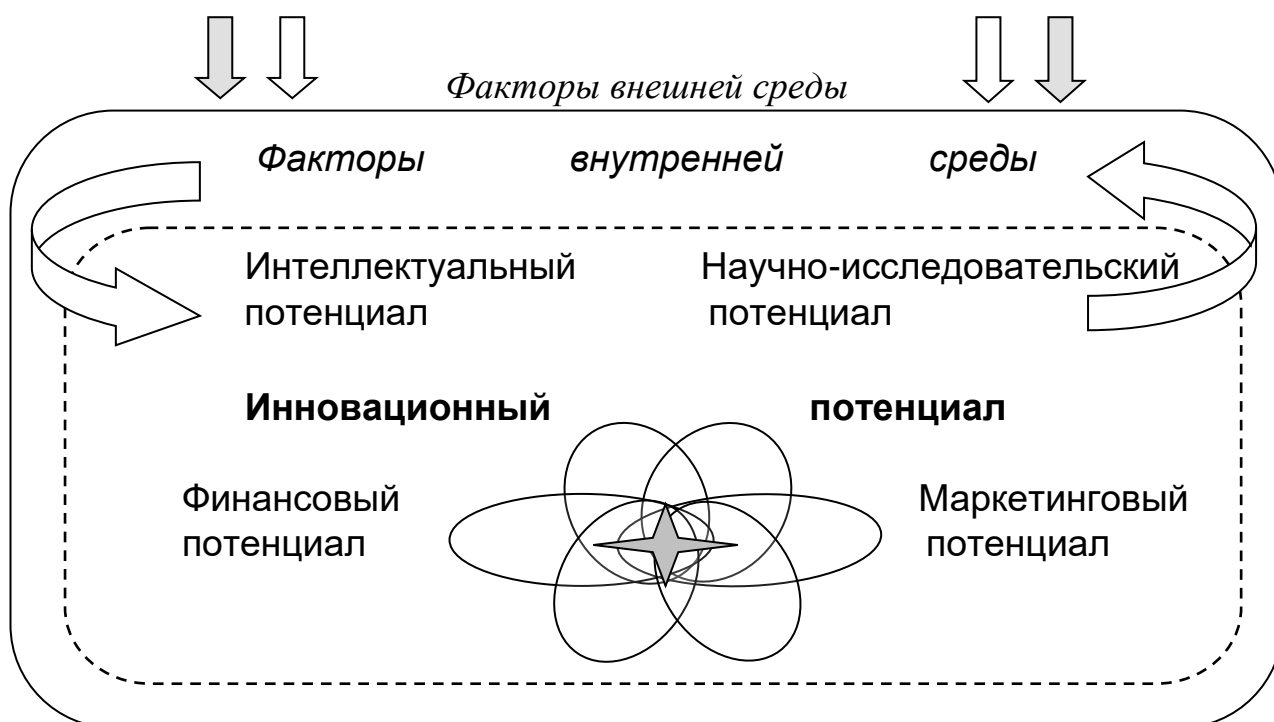 Факторы внешней среды
Факторы внутренней среды
Интеллектуальный
потенциал
Научно-исследовательский
потенциал
Инновационный потенциал
Финансовый
потенциал
Маркетинговый
потенциал